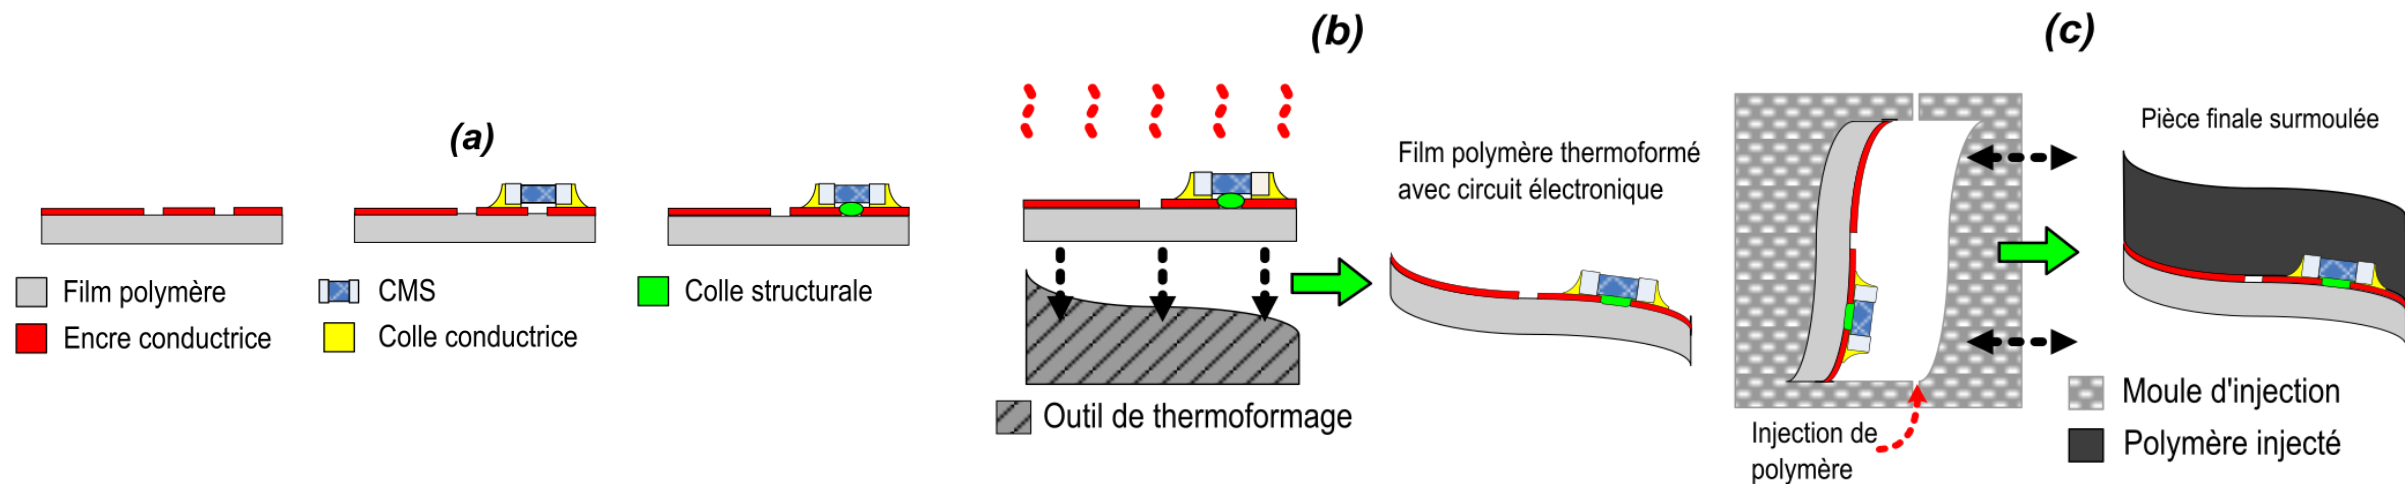 (a)
Film polymère
CMS
Colle structurale
Encre conductrice
Colle conductrice
(b)
Film polymère thermoformé
avec circuit électronique
Outil de thermoformage
(c)
Pièce finale surmoulée
Injection de
polymère
Moule d'injection
Polymère injecté